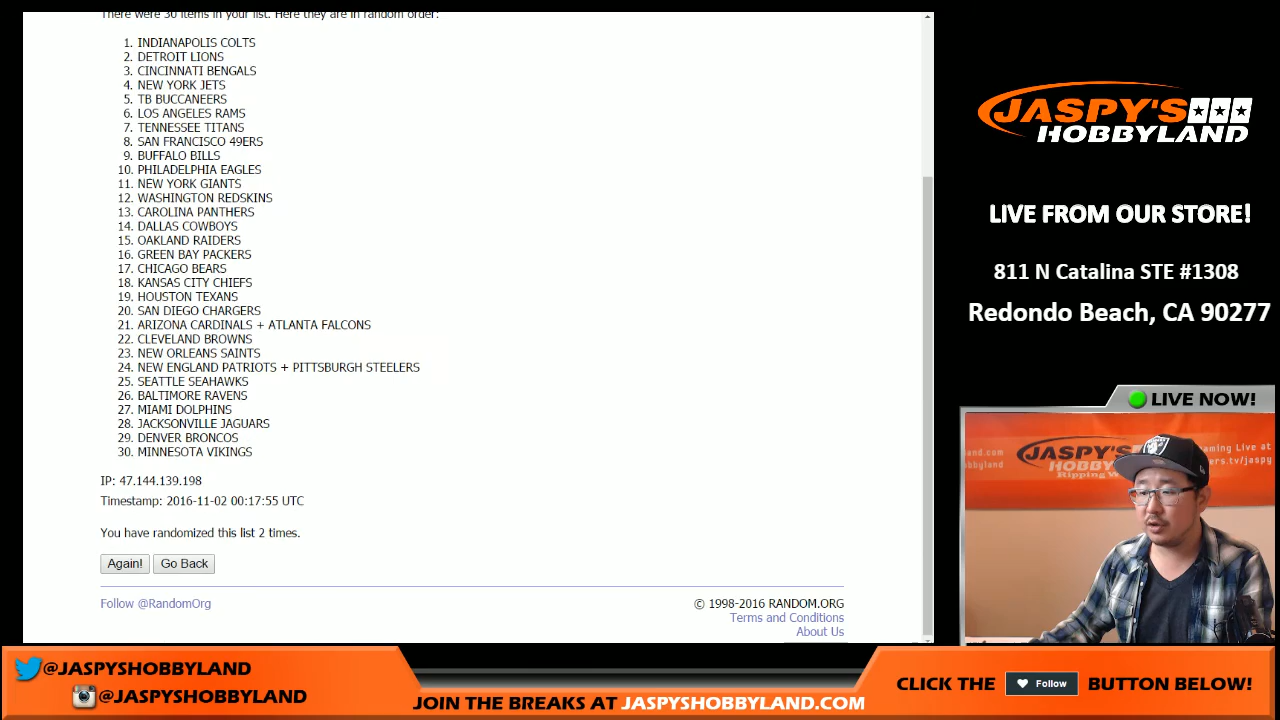 There were 30 items in your list. Here they are in random order:
1. INDIANAPOLIS COLTS
2. DETROIT LIONS
3. CINCINNATI BENGALS
4. NEW YORK JETS
5. TB BUCCANEERS
6. LOS ANGELES RAMS
7. TENNESSEE TITANS
8. SAN FRANCISCO 49ERS
9. BUFFALO BILLS
10. PHILADELPHIA EAGLES
11. NEW YORK GIANTS
12. WASHINGTON REDSKINS
13. CAROLINA PANTHERS
14. DALLAS COWBOYS
15. OAKLAND RAIDERS
16. GREEN BAY PACKERS
17. CHICAGO BEARS
18. KANSAS CITY CHIEFS
19. HOUSTON TEXANS
20. SAN DIEGO CHARGERS
21. ARIZONA CARDINALS + ATLANTA FALCONS
22. CLEVELAND BROWNS
23. NEW ORLEANS SAINTS
24. NEW ENGLAND PATRIOTS + PITTSBURGH STEELERS
25. SEATTLE SEAHAWKS
26. BALTIMORE RAVENS
27. MIAMI DOLPHINS
28. JACKSONVILLE JAGUARS
29. DENVER BRONCOS
30. MINNESOTA VIKINGS
IP: 47.144.139.198
Timestamp: 2016-11-02 00:17:55 UTC
You have randomized this list 2 times.
Again! Go Back
Follow @RandomOrg
© 1998-2016 RANDOM.ORG
Terms and Conditions
About Us
JASPY'S
HOBBYLAND
LIVE FROM OUR STORE!
811 N Catalina STE #1308
Redondo Beach, CA 90277
LIVE NOW!
JASPY'S
@JASPYSHOBBYLAND
@JASPYSHOBBYLAND
JOIN THE BREAKS AT JASPYSHOBBYLAND.COM
CLICK THE Follow BUTTON BELOW!